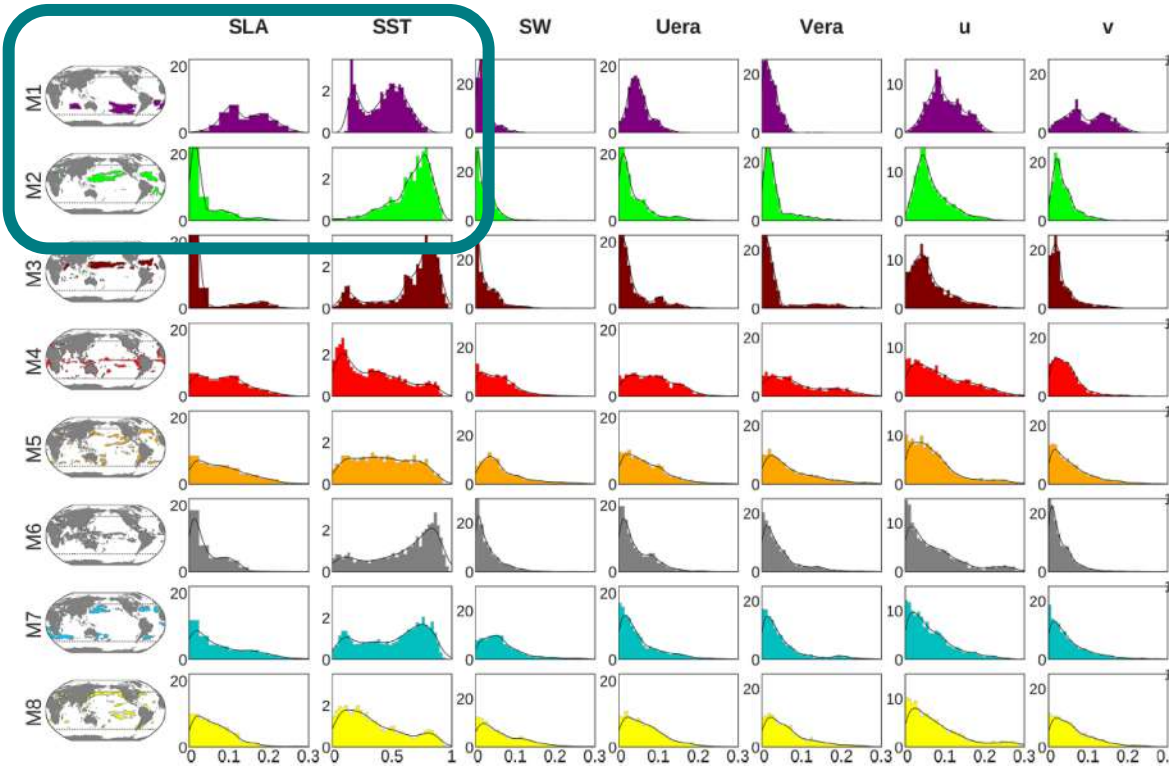 SLA SST SW Uera Vera u v
20 20
M1 2 20 20 10 20
0 0 0 0 0 0 0
20 20
M2 2 20 20 10 20
0 0 0 0 0 0 0
20 20
M3 2 20 20 10 20
0 0 0 0 0 0 0
20 20
M4 2 20 20 10 20
0 0 0 0 0 0 0
20 20
M5 2 20 20 10 20
0 0 0 0 0 0 0
20 20
M6 2 20 20 10 20
0 0 0 0 0 0 0
20 20
M7 2 20 20 10 20
0 0 0 0 0 0 0
20 20
M8 2 20 20 10 20
0 0 0 0 0 0 0
0 0.1 0.2 0.3 0.5 1 0 0.1 0.2 0.3 0 0.1 0.2 0.3 0 0.1 0.2 0.3 0 0.1 0.2 0.3 0 0.1 0.2